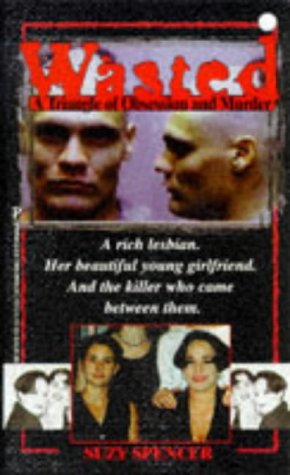 Wasted
A Triangle of Obsession and Murder
A rich lesbian.
Her beautiful young girlfriend.
And the killer who came
between them.
SUZY SPENCER